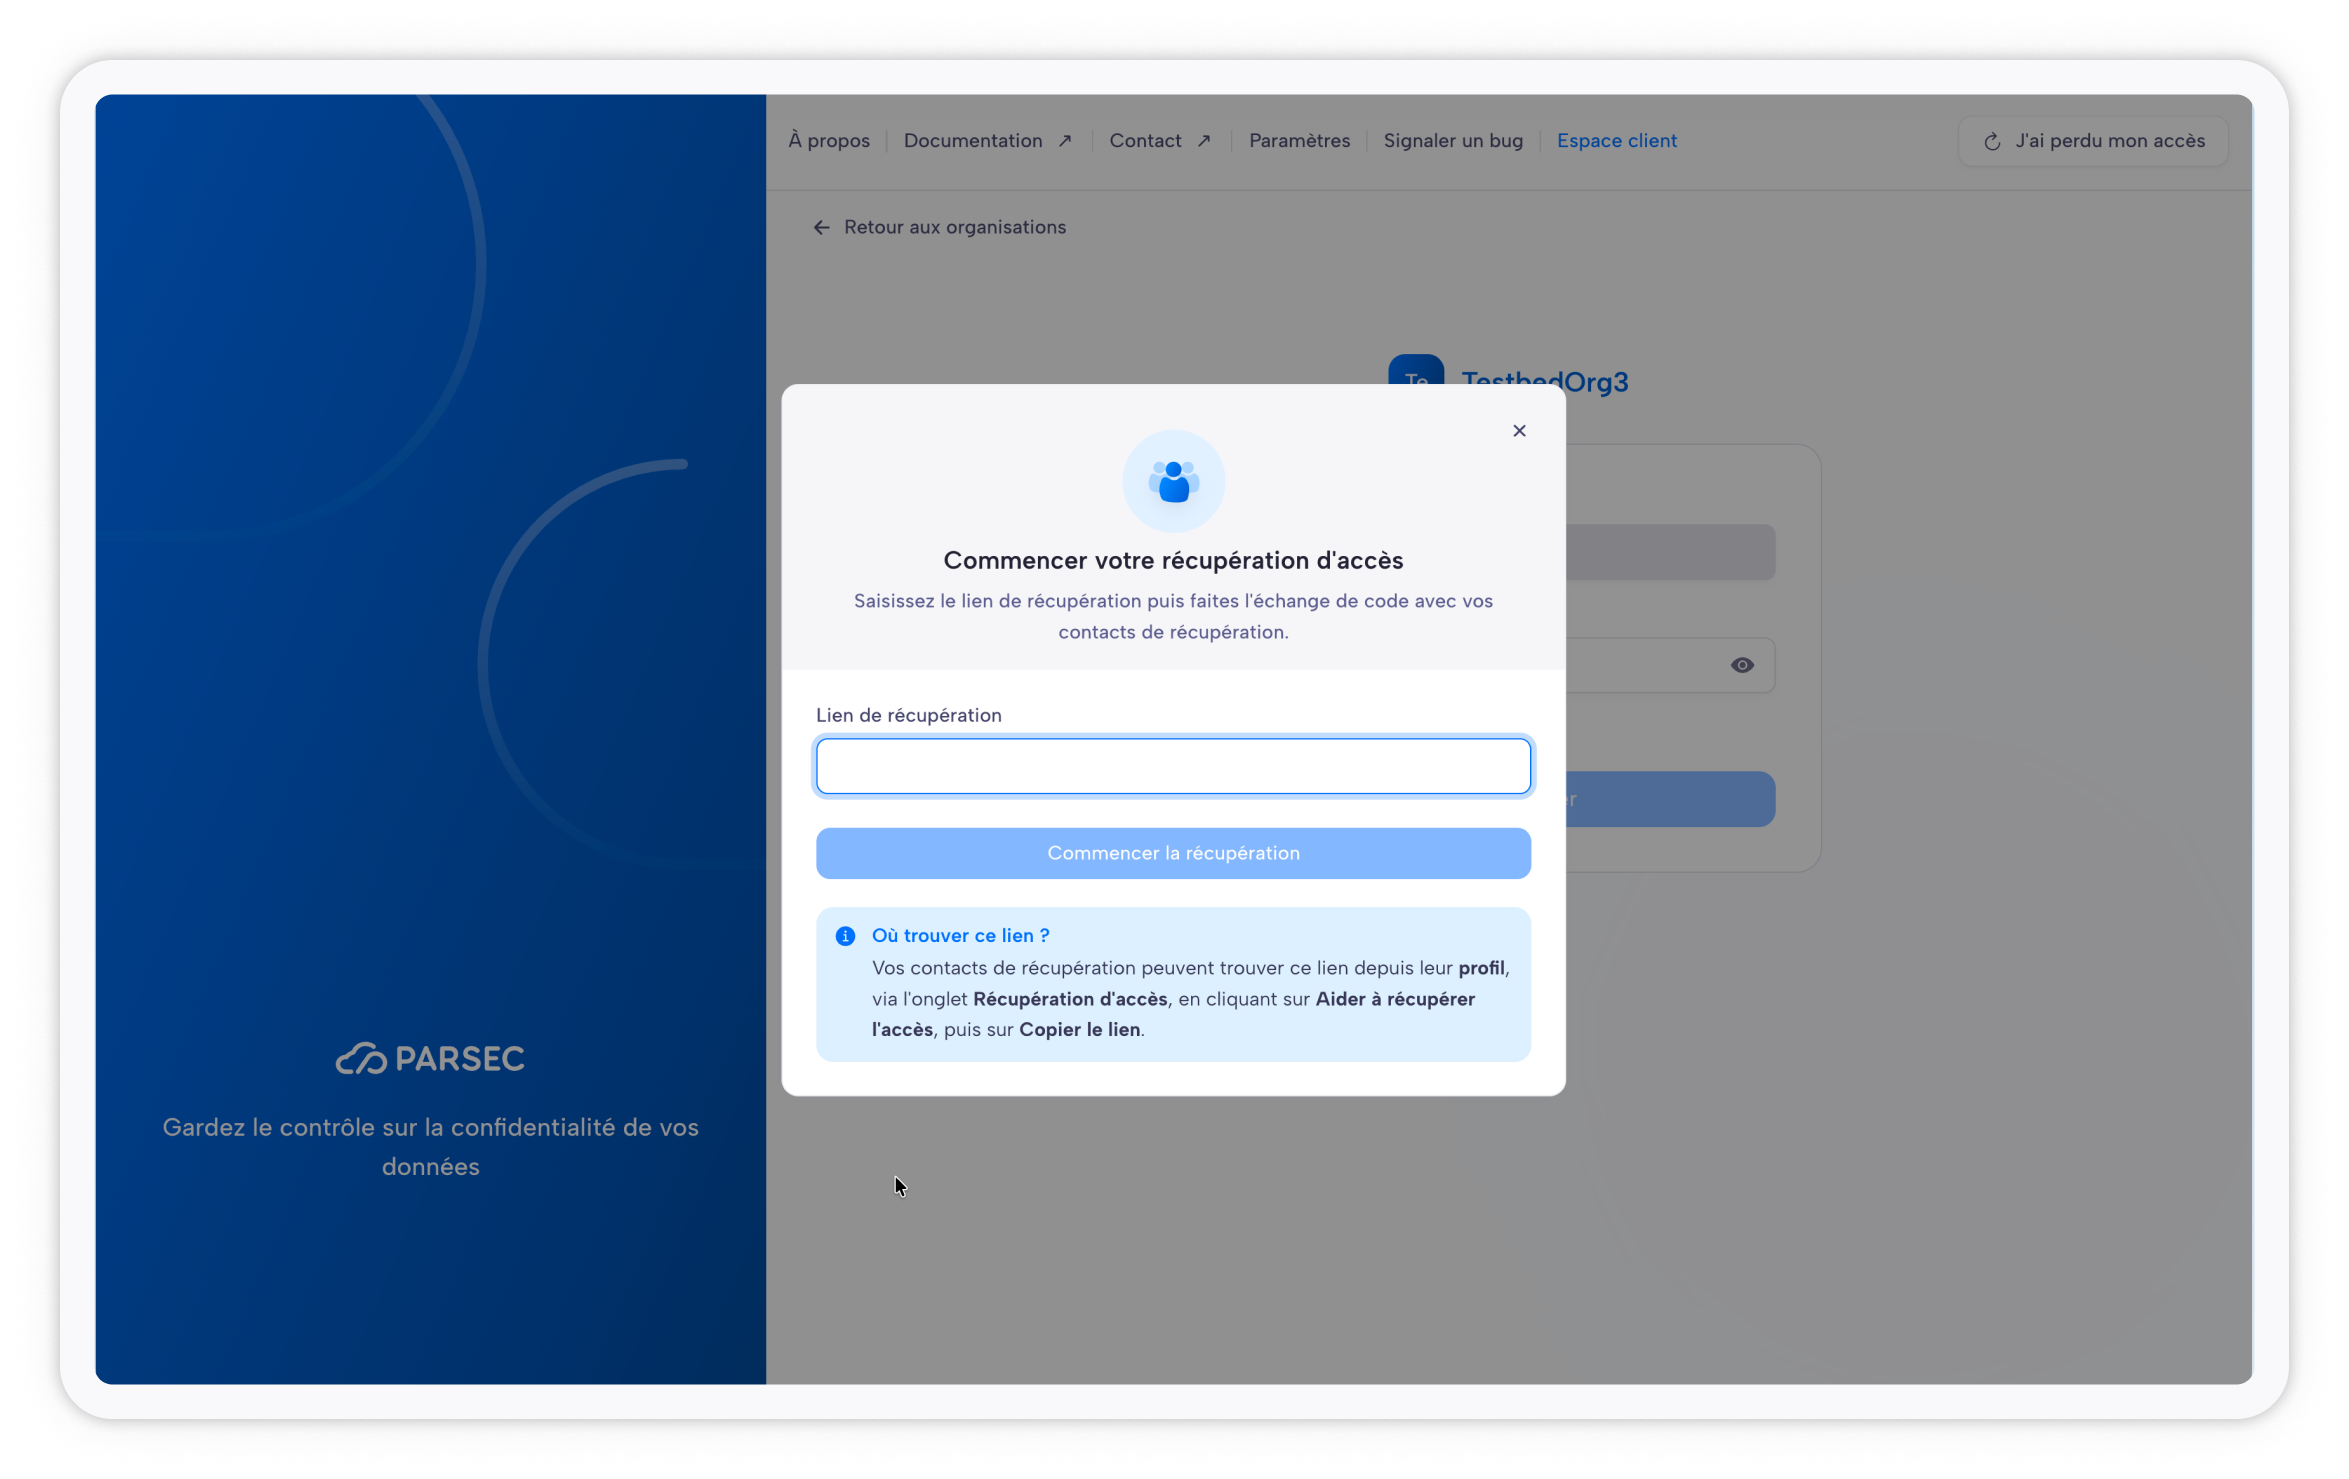 À propos
Documentation ↗
Contact ↗
Paramètres
Signaler un bug
Espace client
J'ai perdu mon accès
← Retour aux organisations
TestbedOrg3
Commencer votre récupération d'accès
Saisissez le lien de récupération puis faites l'échange de code avec vos
contacts de récupération.
Lien de récupération
Commencer la récupération
Où trouver ce lien ?
Vos contacts de récupération peuvent trouver ce lien depuis leur profil,
via l'onglet Récupération d'accès, en cliquant sur Aider à récupérer
l'accès, puis sur Copier le lien.
PARSEC
Gardez le contrôle sur la confidentialité de vos
données